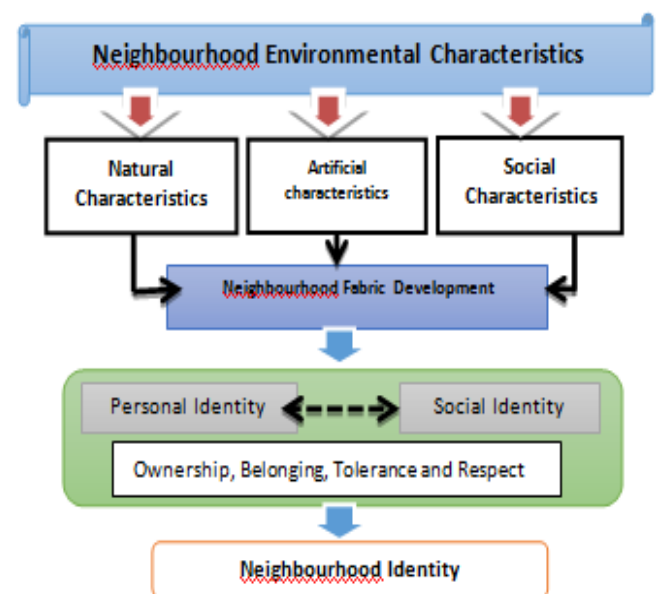 Neighbourhood Environmental Characteristics
Natural
Characteristics
Artificial
characteristics
Social
Characteristics
Neighbourhood Fabric Development
Personal Identity
Social Identity
Ownership, Belonging, Tolerance and Respect
Neighbourhood Identity